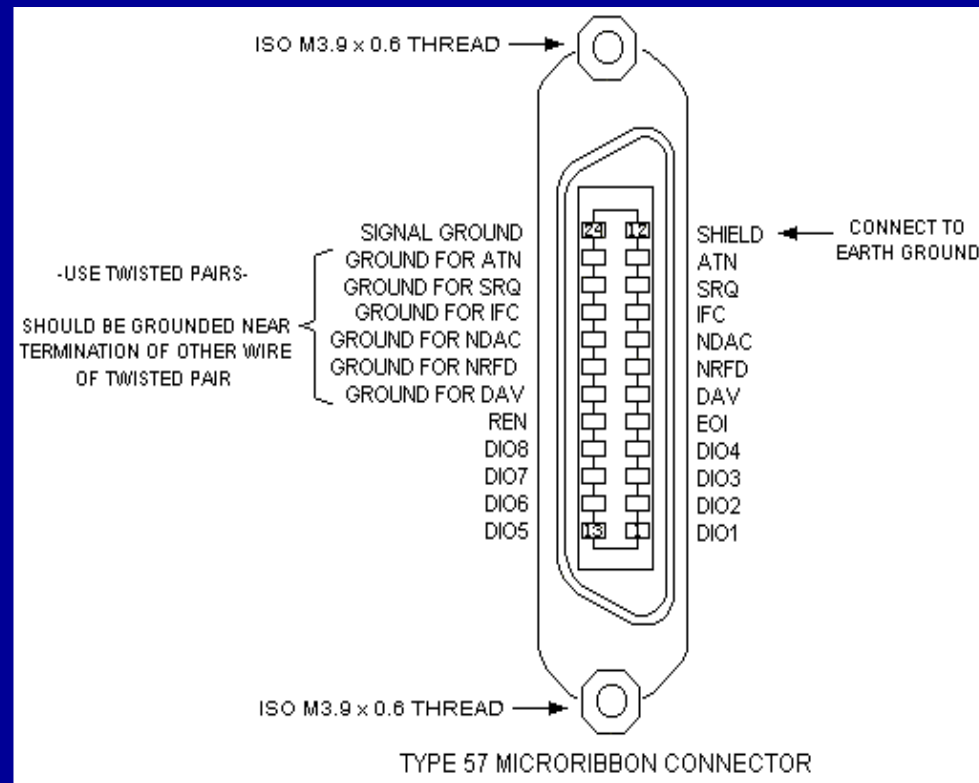 ISO M3.9 x 0.6 THREAD
SIGNAL GROUND 24 12 SHIELD CONNECT TO
EARTH GROUND
-USE TWISTED PAIRS-
SHOULD BE GROUNDED NEAR
TERMINATION OF OTHER WIRE
OF TWISTED PAIR
GROUND FOR ATN ATN
GROUND FOR SRQ SRQ
GROUND FOR IFC IFC
GROUND FOR NDAC NDAC
GROUND FOR NRFD NRFD
GROUND FOR DAV DAV
REN EOI
DIO8 DIO4
DIO7 DIO3
DIO6 DIO2
DIO5 13 1 DIO1
ISO M3.9 x 0.6 THREAD
TYPE 57 MICRORIBBON CONNECTOR